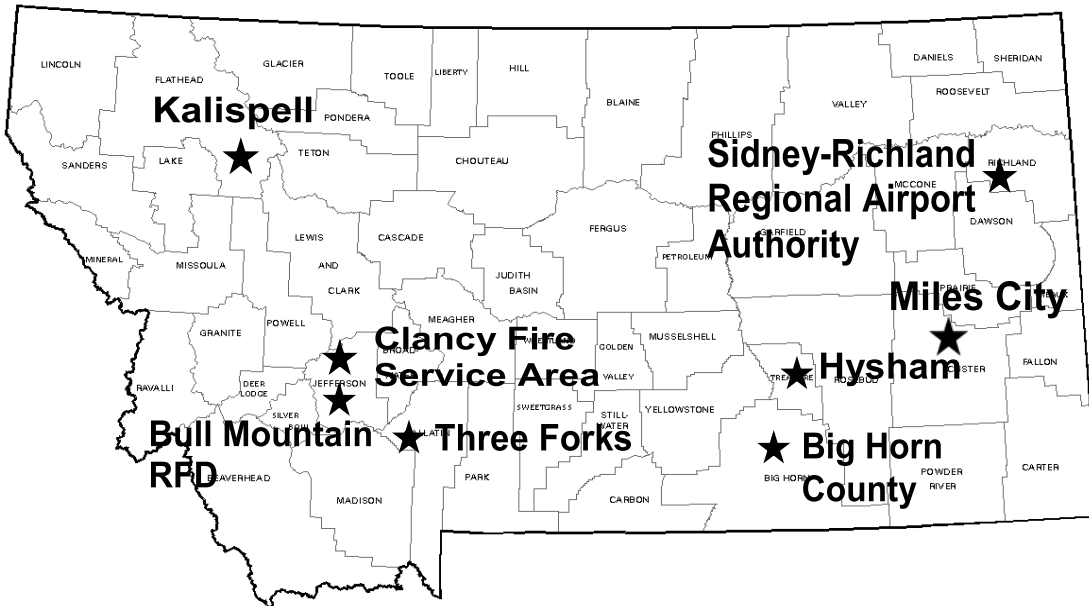 LINCOLN
FLATHEAD
GLACIER
TOOLE
LIBERTY
HILL
BLAINE
PHILLIPS
VALLEY
DANIELS
SHERIDAN
ROOSEVELT
Kalispell
PONDERA
SANDERS
LAKE
TETON
CHOUTEAU
Sidney-Richland
Regional Airport
Authority
RICHLAND
MCCONE
DAWSON
GARFIELD
LEWIS
AND
CLARK
CASCADE
FERGUS
PETROLEUM
MINERAL
MISSOULA
JUDITH
BASIN
PRAIRIE
Miles City
GRANITE
POWELL
MEAGHER
Clancy Fire
Service Area
BROAD
GOLDEN
VALLEY
MUSSELSHELL
Hysham
TREASURE
ROSEBUD
CUSTER
FALLON
RAVALLI
DEER
LODGE
JEFFERSON
SILVER
BOW
SWEETGRASS
STILL-
WATER
YELLOWSTONE
Bull Mountain
RFD
GALLATIN
Three Forks
Big Horn
County
BIG HORN
POWDER
RIVER
CARTER
BEAVERHEAD
MADISON
PARK
CARBON